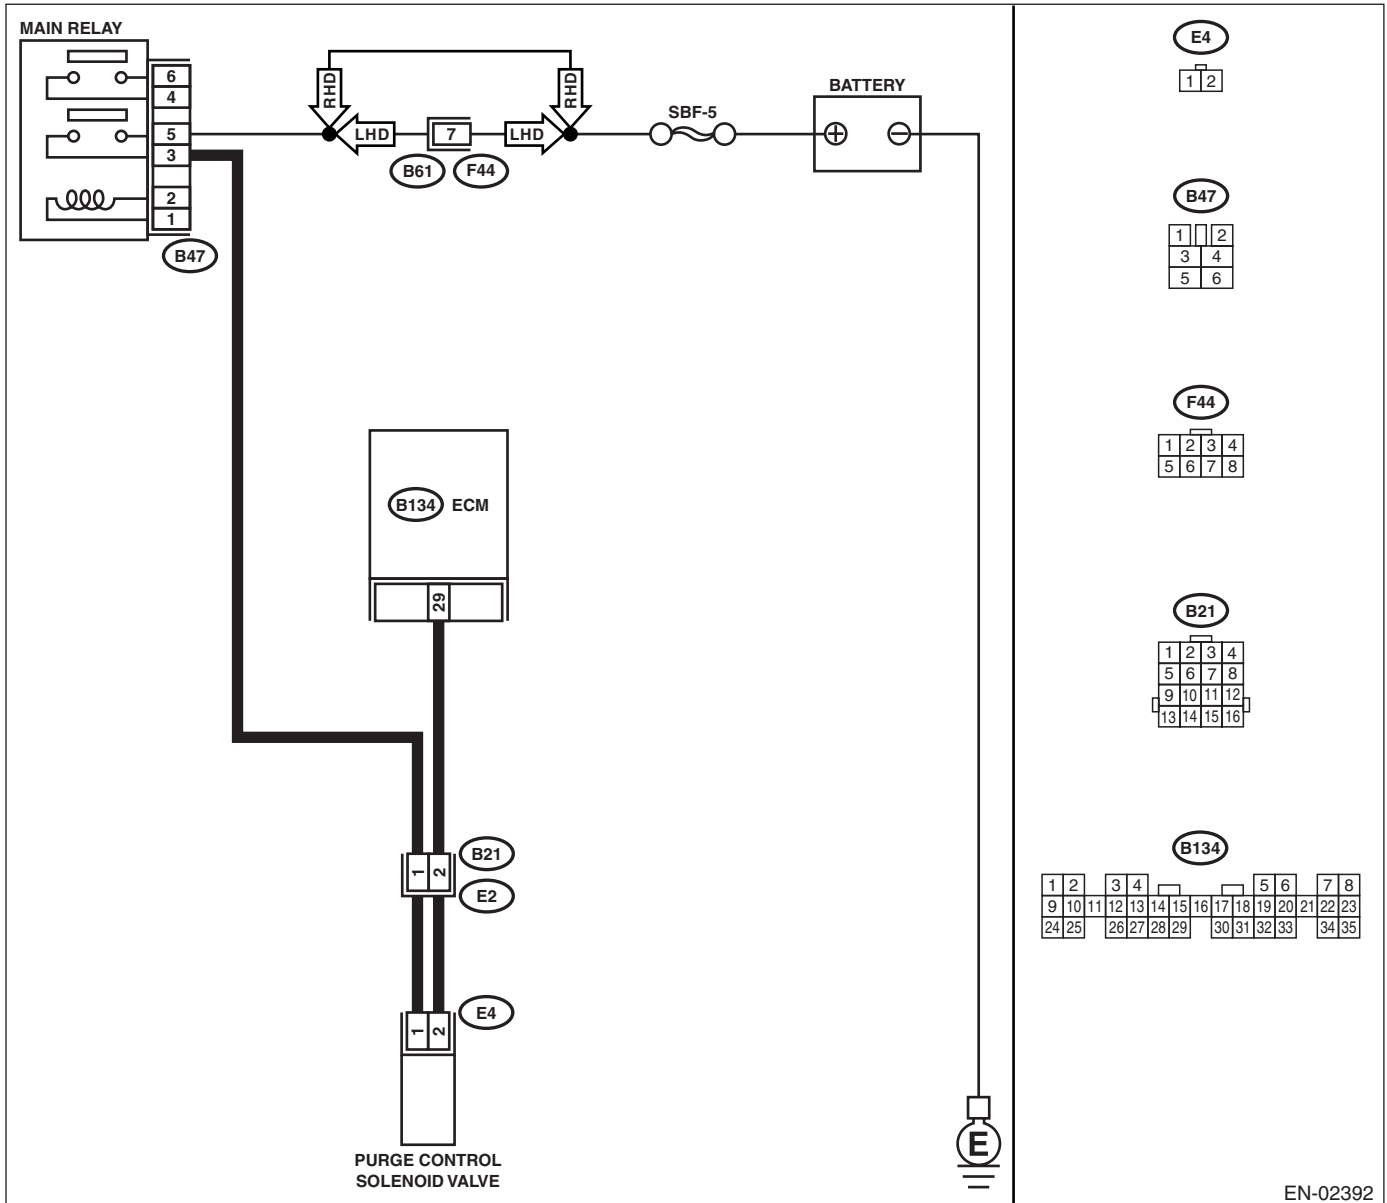 MAIN RELAY
6
4
5
3
2
1
B47
RHD
RHD
LHD
7
LHD
B61
F44
SBF-5
BATTERY
+
−
B134 ECM
29
1 2
B21
E2
1 2
E4
PURGE CONTROL
SOLENOID VALVE
E
E4
1 2
B47
1 2
3 4
5 6
F44
1 2 3 4
5 6 7 8
B21
1 2 3 4
5 6 7 8
9 10 11 12
13 14 15 16
B134
1 2 3 4 5 6 7 8
9 10 11 12 13 14 15 16 17 18 19 20 21 22 23
24 25 26 27 28 29 30 31 32 33 34 35
EN-02392